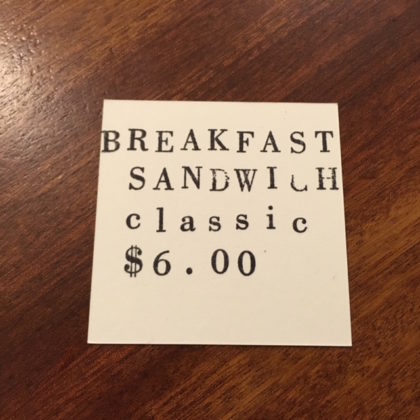 BREAKFAST
SANDWICH
classic
$6.00